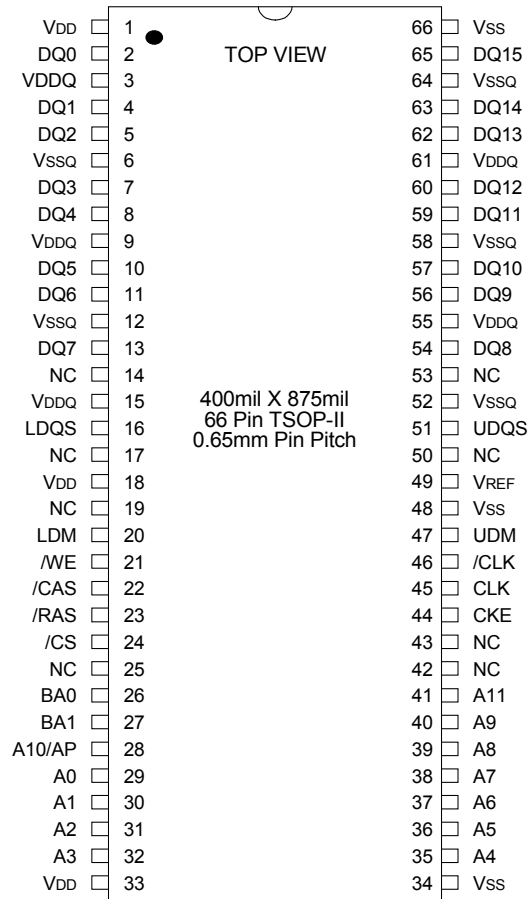 VDD 1 66 VSS
DQ0 2 TOP VIEW 65 DQ15
VDDQ 3 64 VSSQ
DQ1 4 63 DQ14
DQ2 5 62 DQ13
VSSQ 6 61 VDDQ
DQ3 7 60 DQ12
DQ4 8 59 DQ11
VDDQ 9 58 VSSQ
DQ5 10 57 DQ10
DQ6 11 56 DQ9
VSSQ 12 55 VDDQ
DQ7 13 54 DQ8
NC 14 53 NC
VDDQ 15 400mil X 875mil 52 VSSQ
LDQS 16 66 Pin TSOP-II 51 UDQS
NC 17 0.65mm Pin Pitch 50 NC
VDD 18 49 VREF
NC 19 48 VSS
LDM 20 47 UDM
/WE 21 46 /CLK
/CAS 22 45 CLK
/RAS 23 44 CKE
/CS 24 43 NC
NC 25 42 NC
BA0 26 41 A11
BA1 27 40 A9
A10/AP 28 39 A8
A0 29 38 A7
A1 30 37 A6
A2 31 36 A5
A3 32 35 A4
VDD 33 34 VSS